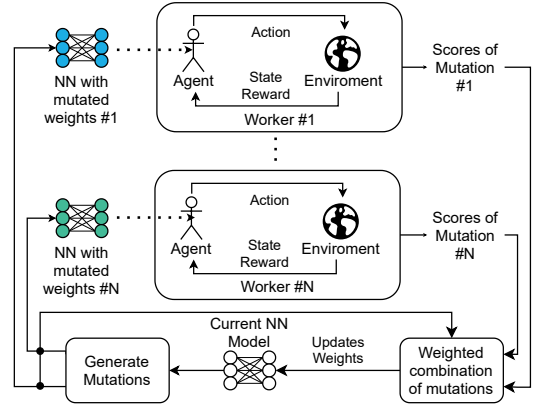 Action
Agent
State
Reward
Enviroment
Worker #1
NN with
mutated
weights #1
Scores of
Mutation
#1
Action
Agent
State
Reward
Enviroment
Worker #N
NN with
mutated
weights #N
Scores of
Mutation
#N
Generate
Mutations
Current NN
Model
Updates
Weights
Weighted
combination
of mutations